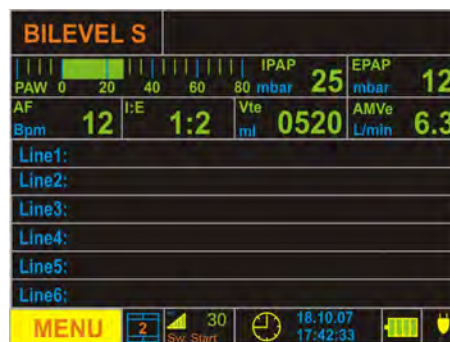 BILEVEL S
IPAP EPAP
PAW 0 20 40 60 80 mbar 25 mbar 12
AF I:E Vte AMVe
Bpm 12 1:2 ml 0520 L/min 6.3
Line1:
Line2:
Line3:
Line4:
Line5:
Line6:
MENU 2 30 18.10.07
Sw. Start 17:42:33